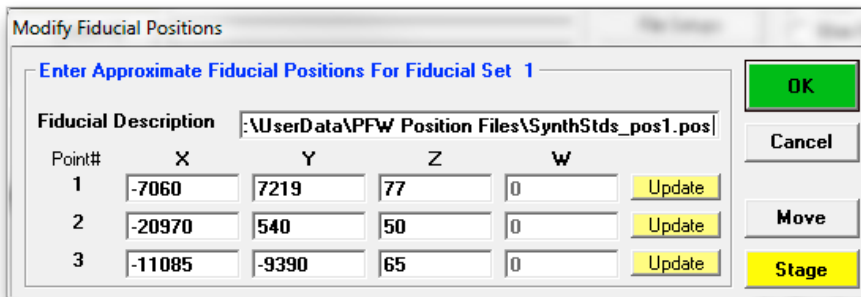 Modify Fiducial Positions
Enter Approximate Fiducial Positions For Fiducial Set 1
OK
Fiducial Description :\UserData\PFW Position Files\SynthStds_pos1.pos
Cancel
Point# X Y Z W
1 -7060 7219 77 0 Update
2 -20970 540 50 0 Update
Move
3 -11085 -9390 65 0 Update
Stage